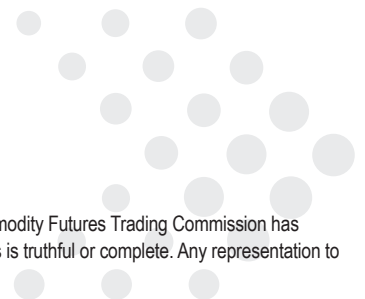 modity Futures Trading Commission has
s is truthful or complete. Any representation to